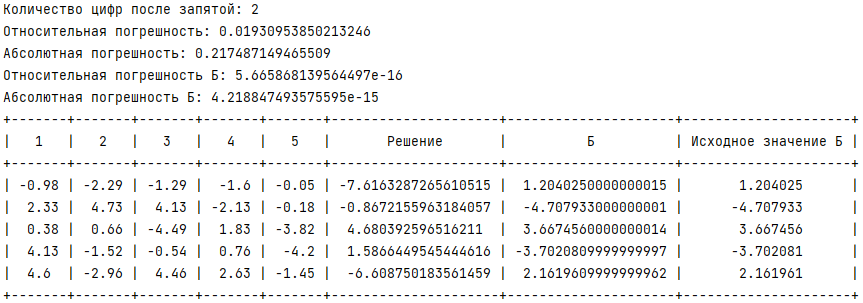 Количество цифр после запятой: 2
Относительная погрешность: 0.01930953850213246
Абсолютная погрешность: 0.217487149465509
Относительная погрешность Б: 5.665868139564497e-16
Абсолютная погрешность Б: 4.218847493575595e-15
+-------+-------+-------+-------+-------+---------------------+---------------------+---------------------+
|   1   |   2   |   3   |   4   |   5   |       Решение       |          Б          | Исходное значение Б |
+-------+-------+-------+-------+-------+---------------------+---------------------+---------------------+
| -0.98 | -2.29 | -1.29 |  -1.6 | -0.05 | -7.6163287265610515 |  1.2040250000000015 |       1.204025      |
|  2.33 |  4.73 |  4.13 | -2.13 | -0.18 | -0.8672155963184057 |  -4.707933000000001 |      -4.707933      |
|  0.38 |  0.66 | -4.49 |  1.83 | -3.82 |  4.680392596516211  |  3.6674560000000014 |       3.667456      |
|  4.13 | -1.52 | -0.54 |  0.76 |  -4.2 |  1.5866449545444616 | -3.7020809999999997 |      -3.702081      |
|  4.6  | -2.96 |  4.46 |  2.63 | -1.45 |  -6.608750183561459 |  2.1619609999999962 |       2.161961      |
+-------+-------+-------+-------+-------+---------------------+---------------------+---------------------+